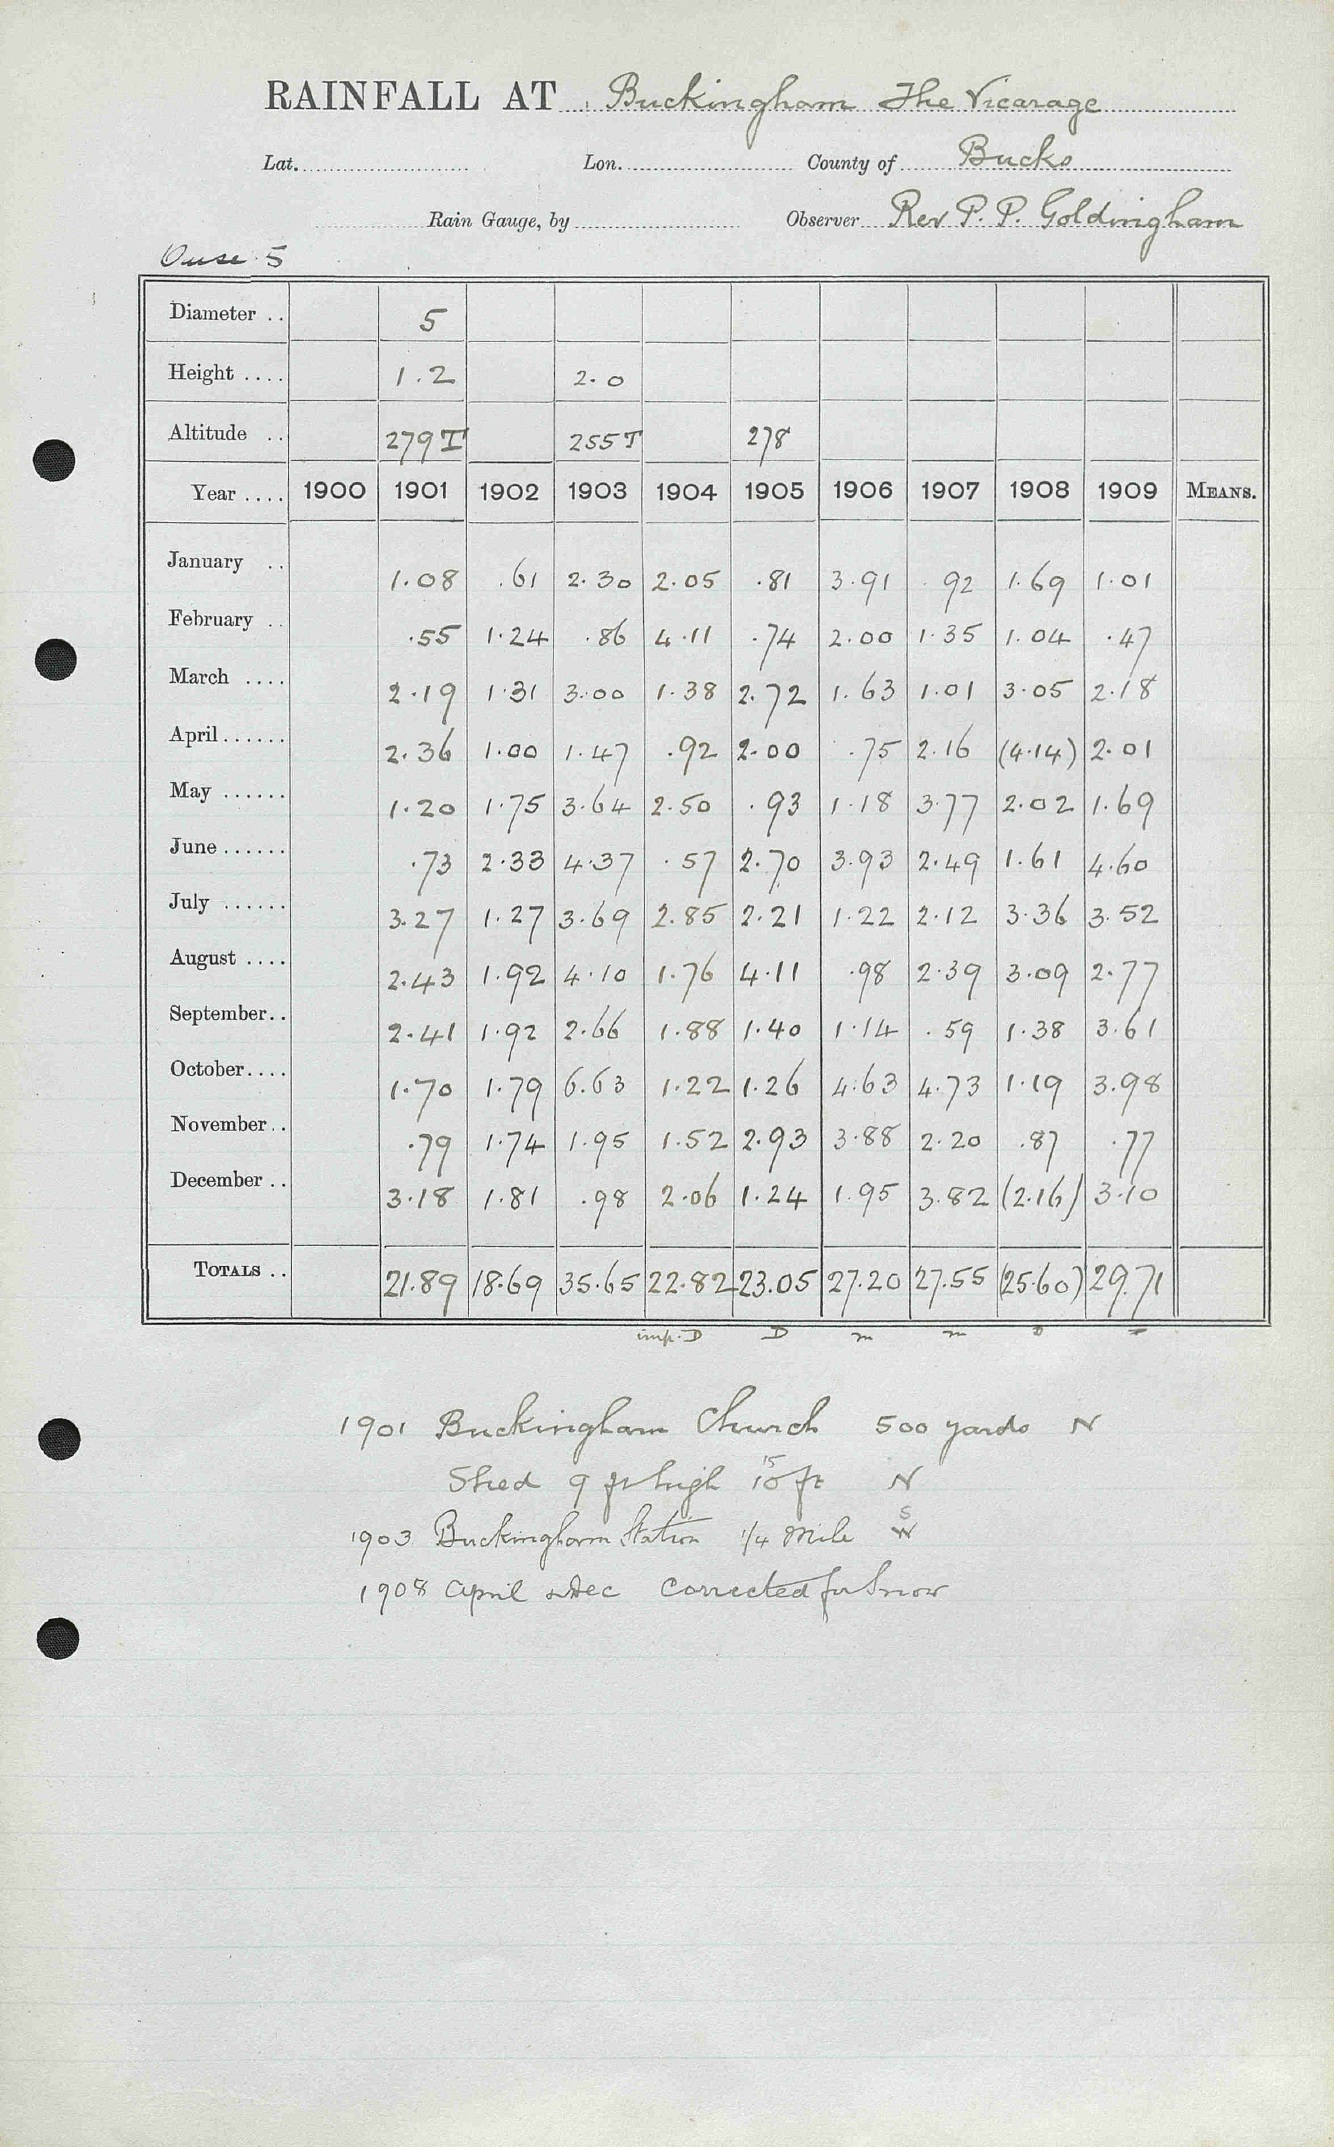 RAINFALL AT Buckingham The Vicarage
Lat. Lon. County of Bucks
Rain Gauge, by Observer Rev P. P. Goldingham
Ouse 5
Diameter .. 5
Height .... 1.2 2.0
Altitude .. 279 T 255 T 278
Year .... 1900 1901 1902 1903 1904 1905 1906 1907 1908 1909 MEANS.
January .. 1.08 .61 2.30 2.05 .81 3.91 .92 1.69 1.01
February .. .55 1.24 .86 4.11 .74 2.00 1.35 1.04 .47
March .... 2.19 1.31 3.00 1.38 2.72 1.63 1.01 3.05 2.18
April...... 2.36 1.00 1.47 .92 2.00 .75 2.16 (4.14) 2.01
May ...... 1.20 1.75 3.64 2.50 .93 1.18 3.77 2.02 1.69
June...... .73 2.33 4.37 .57 2.70 3.93 2.49 1.61 4.60
July ...... 3.27 1.27 3.69 2.85 2.21 1.22 2.12 3.36 3.52
August .... 2.43 1.92 4.10 1.76 4.11 .98 2.39 3.09 2.77
September.. 2.41 1.92 2.66 1.88 1.40 1.14 .59 1.38 3.61
October.... 1.70 1.79 6.63 1.22 1.26 4.63 4.73 1.19 3.98
November.. .79 1.74 1.95 1.52 2.93 3.88 2.20 .87 .77
December .. 3.18 1.81 .98 2.06 1.24 1.95 3.82 (2.16) 3.10
TOTALS .. 21.89 18.69 35.65 22.82 23.05 27.20 27.55 (25.60) 29.71
imp. D D m m D
1901 Buckingham Church 500 yards N
Shed 9 ft high 15 ft N
1903 Buckingham Station 1/4 Mile S
1908 April & Dec Corrected for Snow